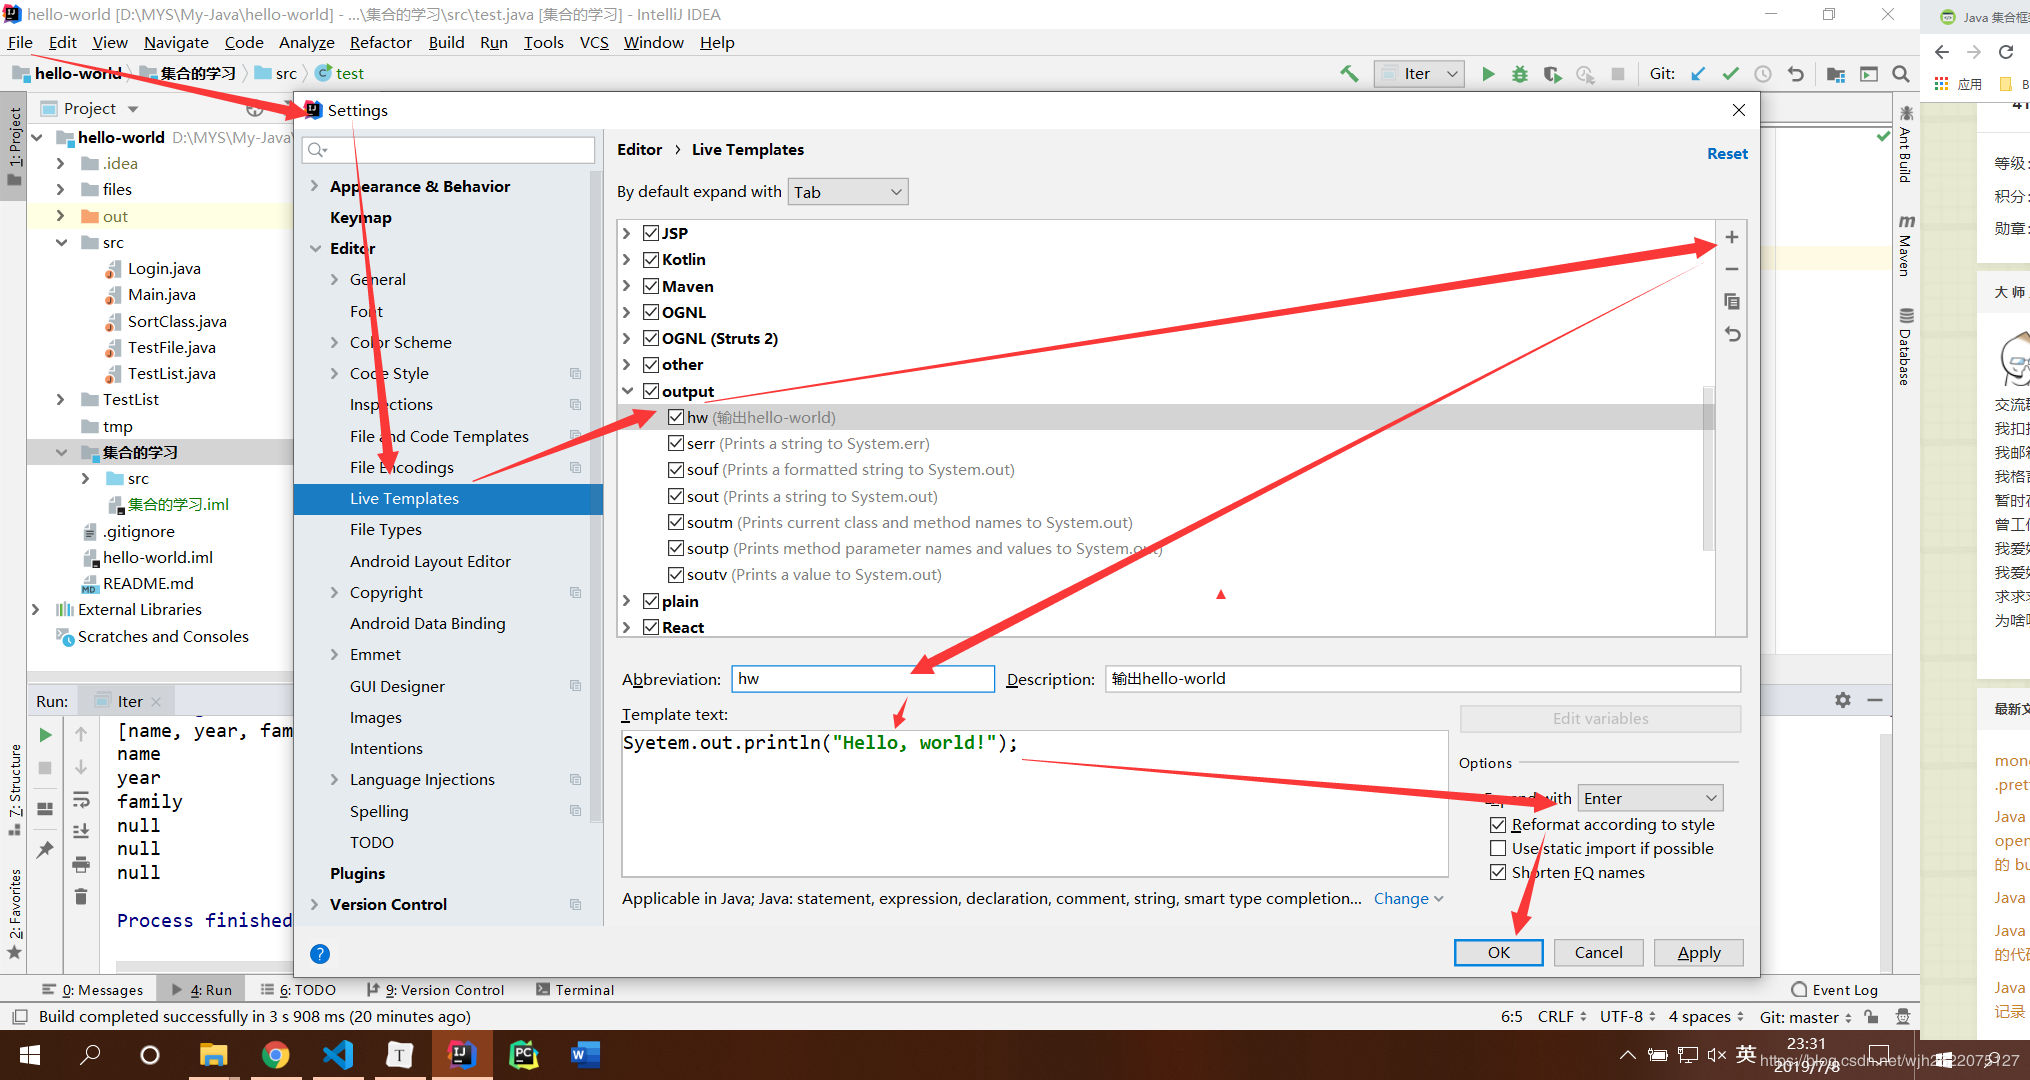 hello-world [D:\MYS\My-Java\hello-world] - ...\集合的学习\src\test.java [集合的学习] - IntelliJ IDEA
File Edit View Navigate Code Analyze Refactor Build Run Tools VCS Window Help
hello-world 集合的学习 src test
Iter Git:
Project
1: Project
hello-world D:\MYS\My-Java\
.idea
files
out
src
Login.java
Main.java
SortClass.java
TestFile.java
TestList.java
TestList
tmp
集合的学习
src
集合的学习.iml
.gitignore
hello-world.iml
README.md
External Libraries
Scratches and Consoles
Settings
Appearance & Behavior
Keymap
Editor
General
Font
Color Scheme
Code Style
Inspections
File and Code Templates
File Encodings
Live Templates
File Types
Android Layout Editor
Copyright
Android Data Binding
Emmet
GUI Designer
Images
Intentions
Language Injections
Spelling
TODO
Plugins
Version Control
Editor › Live Templates
Reset
By default expand with Tab
JSP
Kotlin
Maven
OGNL
OGNL (Struts 2)
other
output
hw (输出hello-world)
serr (Prints a string to System.err)
souf (Prints a formatted string to System.out)
sout (Prints a string to System.out)
soutm (Prints current class and method names to System.out)
soutp (Prints method parameter names and values to System.out)
soutv (Prints a value to System.out)
plain
React
Abbreviation: hw Description: 输出hello-world
Template text:
Edit variables
Syetem.out.println("Hello, world!");
Options
Expand with Enter
Reformat according to style
Use static import if possible
Shorten FQ names
Applicable in Java; Java: statement, expression, declaration, comment, string, smart type completion... Change
? OK Cancel Apply
Ant Build
Maven
Database
Run: Iter
[name, year, fam
name
year
family
null
null
null
Process finished
7: Structure
2: Favorites
0: Messages 4: Run 6: TODO 9: Version Control Terminal Event Log
Build completed successfully in 3 s 908 ms (20 minutes ago)
6:5 CRLF UTF-8 4 spaces Git: master
英 23:31
2019/7/8
https://blog.csdn.net/wjh2622075127
Java 集合框
应用
等级:
积分:
勋章:
大 师
交流
我扣
我邮
我格
暂时
曾工
我爱
我爱
求求
为啥
最新文
mon
.pret
Java
open
的 bu
Java
Java
的代
Java
记录